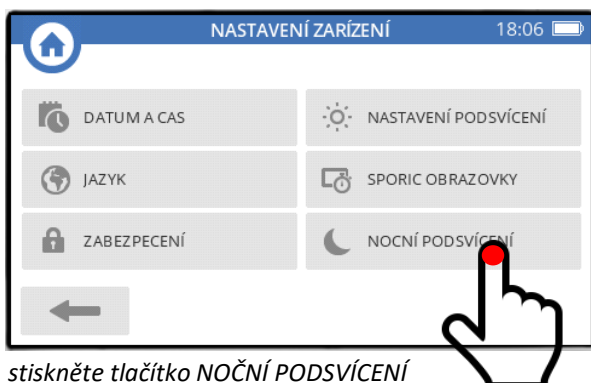 NASTAVENÍ ZARÍZENÍ 18:06
DATUM A CAS
NASTAVENÍ PODSVÍCENÍ
JAZYK
SPORIC OBRAZOVKY
ZABEZPECENÍ
NOCNÍ PODSVÍCENÍ
stiskněte tlačítko NOČNÍ PODSVÍCENÍ